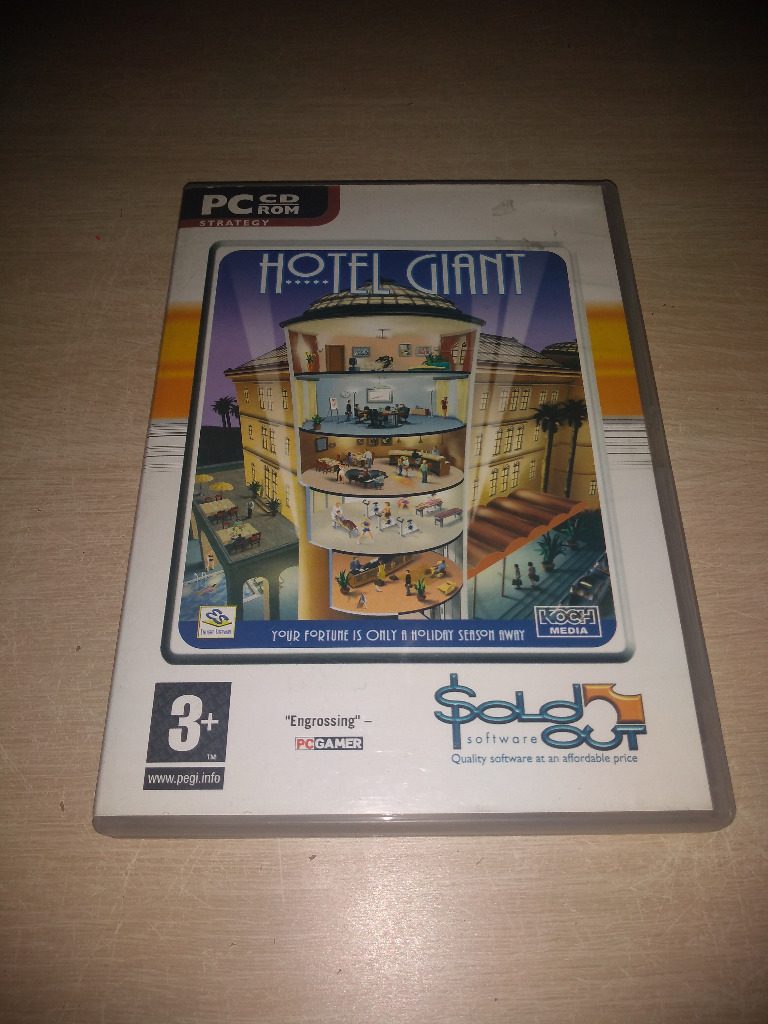 PC CD ROM
STRATEGY
HOTEL GIANT
YOUR FORTUNE IS ONLY A HOLIDAY SEASON AWAY
KOCH
MEDIA
3+
TM
www.pegi.info
"Engrossing" –
PC GAMER
Sold Out
software
Quality software at an affordable price